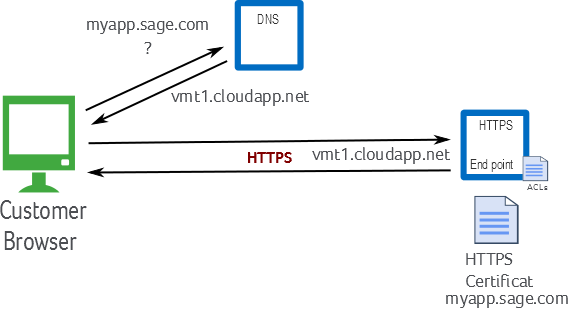 myapp.sage.com
?
DNS
vmt1.cloudapp.net
HTTPS
vmt1.cloudapp.net
HTTPS
End point
ACLs
Customer
Browser
HTTPS
Certificat
myapp.sage.com